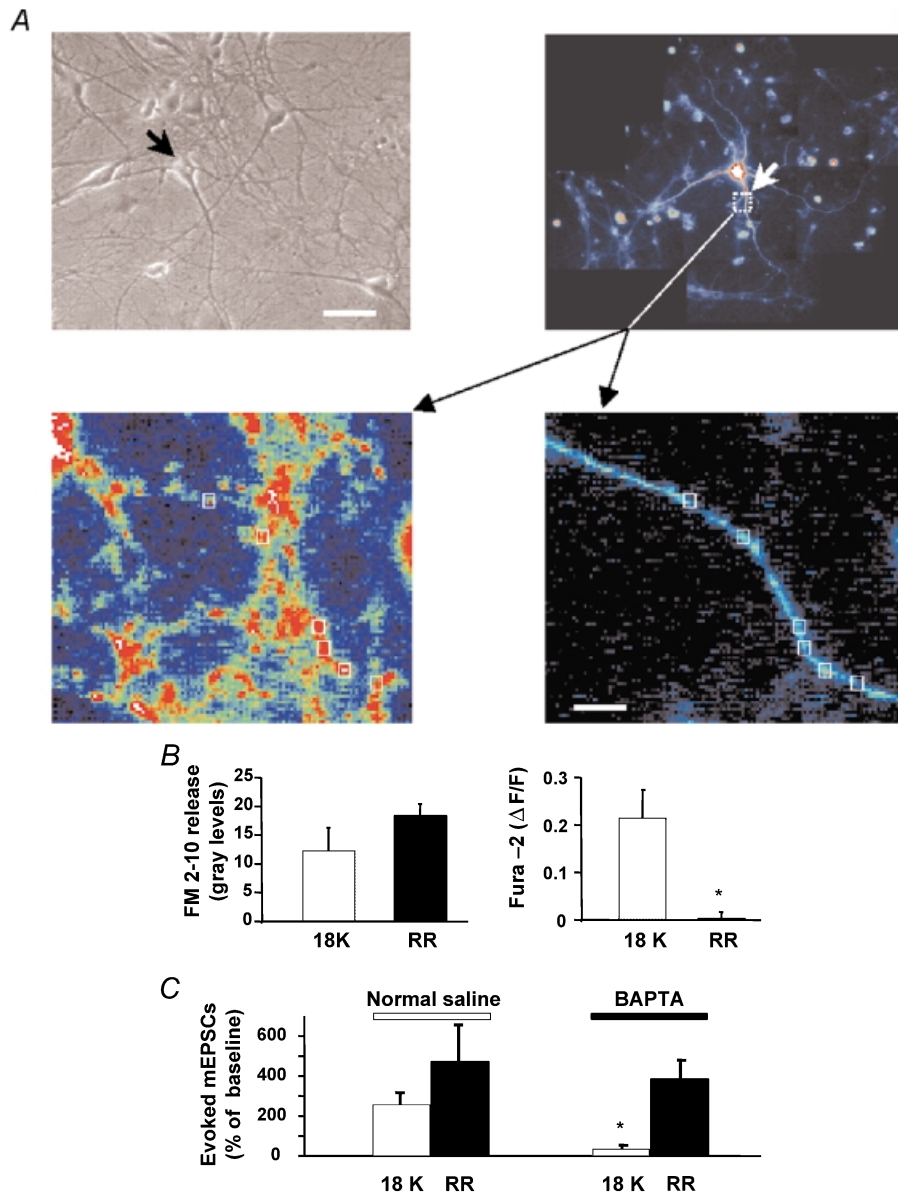 A
B
FM 2-10 release
(gray levels)
25
20
15
10
5
0
18K
RR
Fura –2 (Δ F/F)
0.3
0.2
0.1
0
*
18 K
RR
C
Evoked mEPSCs
(% of baseline)
600
400
200
0
Normal saline
BAPTA
*
18 K
RR
18 K
RR